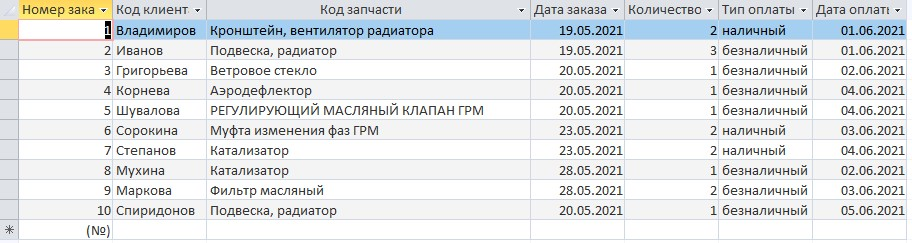 Номер зака Код клиент Код запчасти Дата заказа Количество Тип оплаты Дата оплаты
1 Владимиров Кронштейн, вентилятор радиатора 19.05.2021 2 наличный 01.06.2021
2 Иванов Подвеска, радиатор 19.05.2021 3 безналичный 01.06.2021
3 Григорьева Ветровое стекло 20.05.2021 1 безналичный 02.06.2021
4 Корнева Аэродефлектор 20.05.2021 1 безналичный 04.06.2021
5 Шувалова РЕГУЛИРУЮЩИЙ МАСЛЯНЫЙ КЛАПАН ГРМ 20.05.2021 1 безналичный 04.06.2021
6 Сорокина Муфта изменения фаз ГРМ 23.05.2021 2 наличный 03.06.2021
7 Степанов Катализатор 23.05.2021 2 наличный 04.06.2021
8 Мухина Катализатор 28.05.2021 1 безналичный 02.06.2021
9 Маркова Фильтр масляный 28.05.2021 2 безналичный 03.06.2021
10 Спиридонов Подвеска, радиатор 20.05.2021 1 безналичный 05.06.2021
(№)